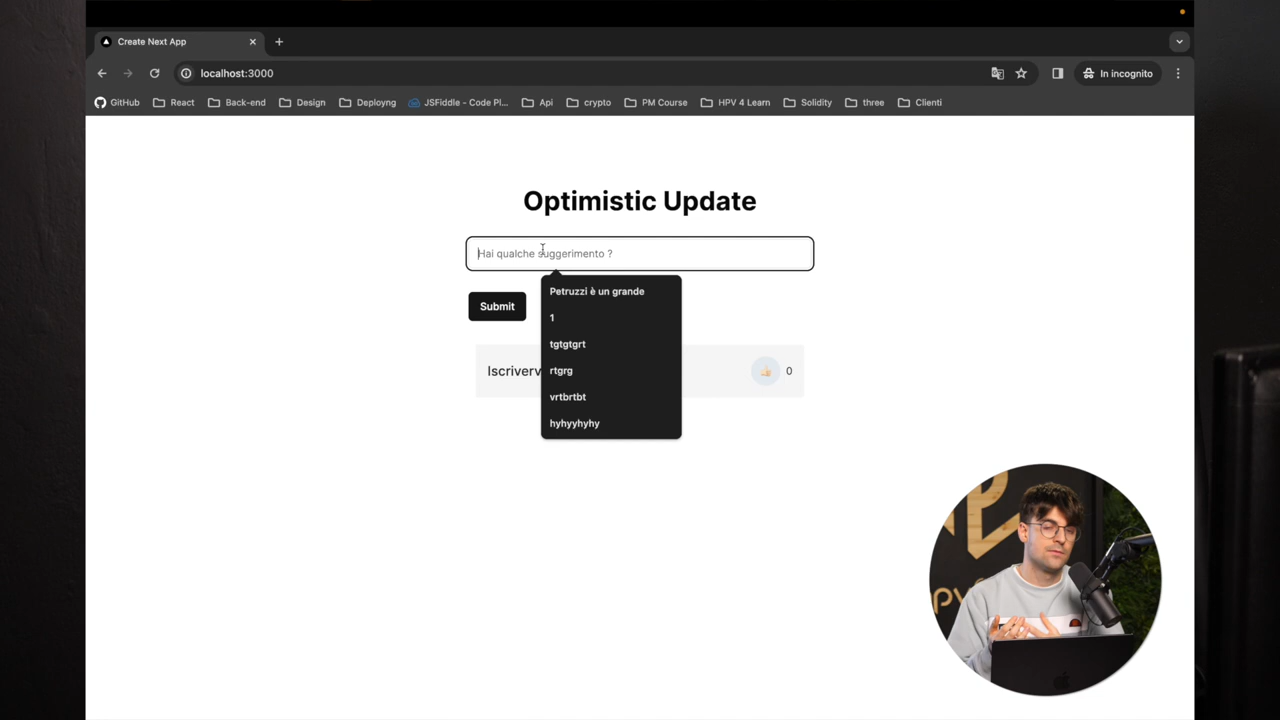 Create Next App
localhost:3000
In incognito
GitHub
React
Back-end
Design
Deployng
JSFiddle - Code Pl...
Api
crypto
PM Course
HPV 4 Learn
Solidity
three
Clienti
Optimistic Update
Hai qualche suggerimento ?
Petruzzi è un grande
1
tgtgtgrt
rtgrg
vrtbrtbt
hyhyyhyhy
Submit
0